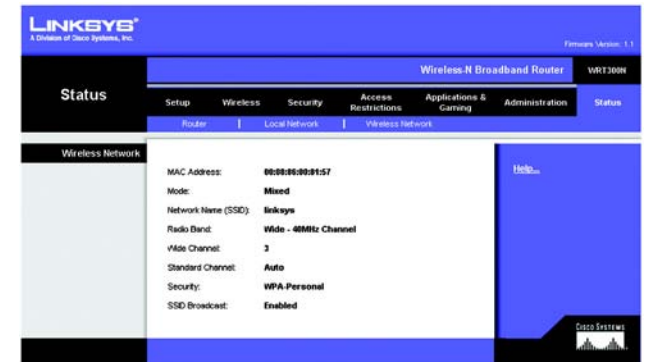 LINKSYS®
A Division of Cisco Systems, Inc.
Firmware Version: 1.1
Wireless-N Broadband Router WRT300N
Status
Setup Wireless Security Access Restrictions Applications & Gaming Administration Status
Router | Local Network | Wireless Network
Wireless Network
MAC Address: 00:08:06:00:01:57
Mode: Mixed
Network Name (SSID): linksys
Radio Band: Wide - 40MHz Channel
Wide Channel: 3
Standard Channel: Auto
Security: WPA-Personal
SSID Broadcast: Enabled
Help...
CISCO SYSTEMS